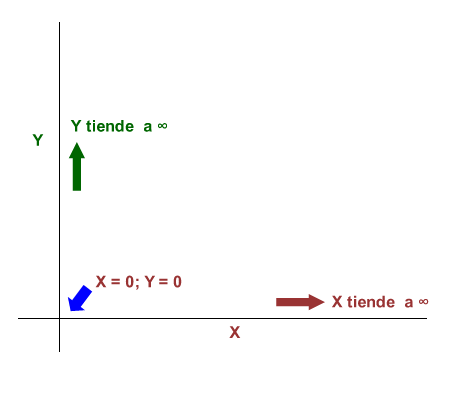 Y tiende a ∞
Y
X = 0; Y = 0
X tiende a ∞
X